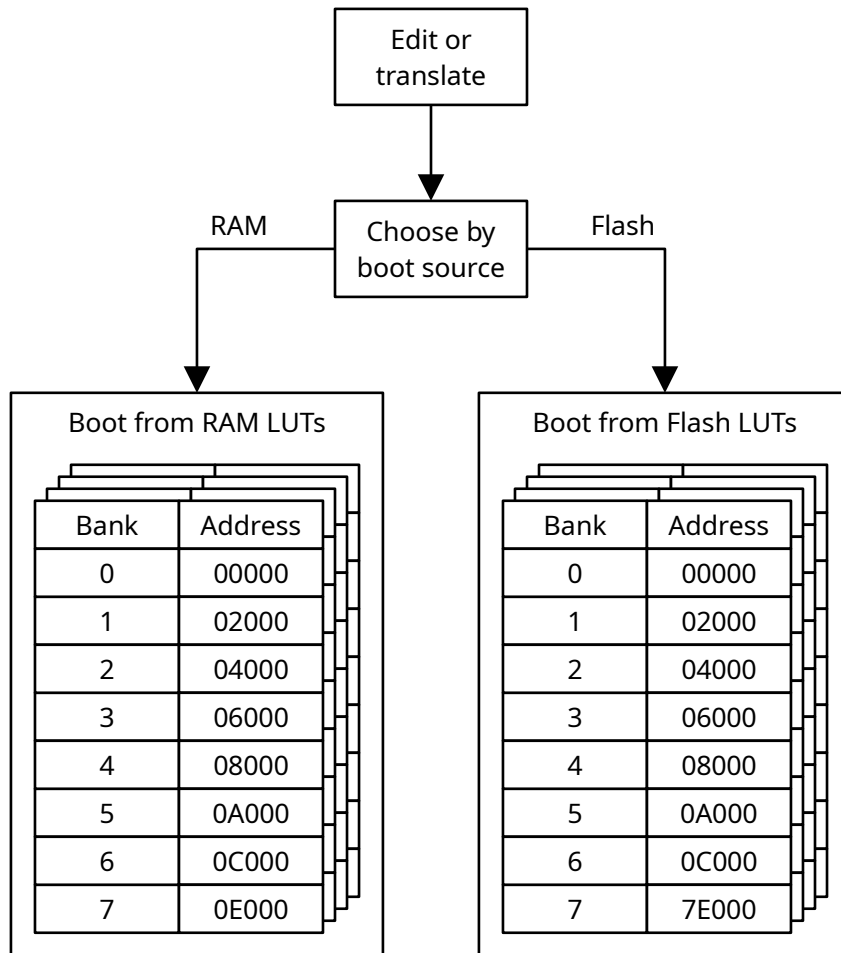 Edit or
translate
Choose by
boot source
RAM
Flash
Boot from RAM LUTs
Bank Address
0 00000
1 02000
2 04000
3 06000
4 08000
5 0A000
6 0C000
7 0E000
Boot from Flash LUTs
Bank Address
0 00000
1 02000
2 04000
3 06000
4 08000
5 0A000
6 0C000
7 7E000